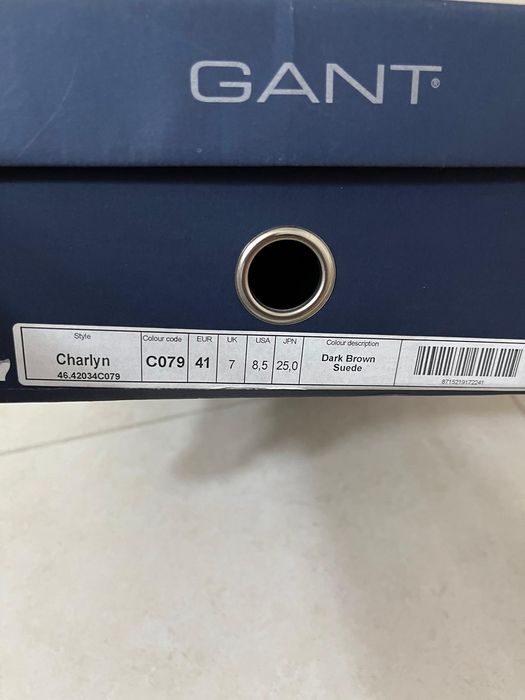 GANT®
Style Colour code EUR UK USA JPN Colour description
Charlyn C079 41 7 8,5 25,0 Dark Brown
46.42034C079 Suede
8715219172241